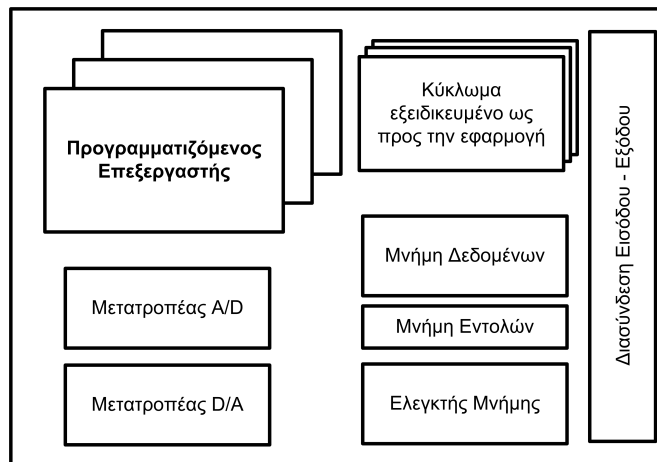 Προγραμματιζόμενος
Επεξεργαστής
Κύκλωμα
εξειδικευμένο ως
προς την εφαρμογή
Μετατροπέας A/D
Μετατροπέας D/A
Μνήμη Δεδομένων
Μνήμη Εντολών
Ελεγκτής Μνήμης
Διασύνδεση Εισόδου - Εξόδου